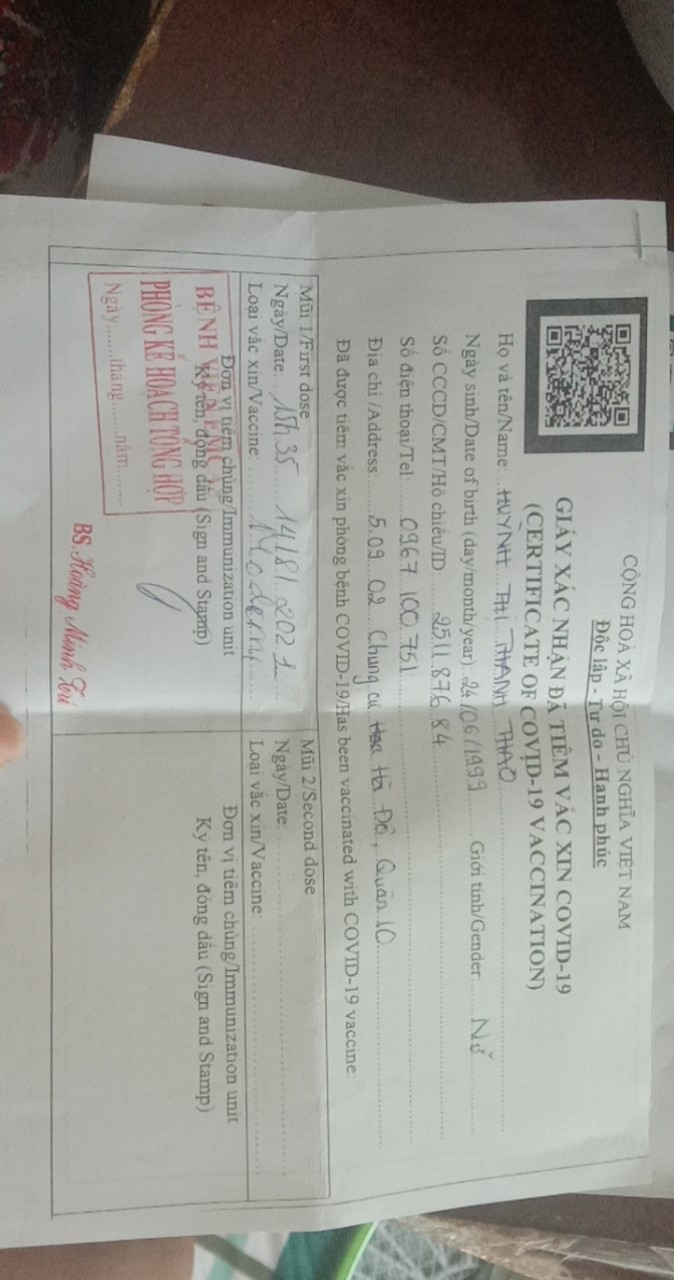 CỘNG HOÀ XÃ HỘI CHỦ NGHĨA VIỆT NAM
Độc lập - Tự do – Hạnh phúc
GIẤY XÁC NHẬN ĐÃ TIÊM VẮC XIN COVID-19
(CERTIFICATE OF COVID-19 VACCINATION)
Họ và tên/Name HUỲNH THỊ THANH THẢO
Ngày sinh/Date of birth (day/month/year) 24/06/1999 Giới tính/Gender: Nữ
Số CCCD/CMT/Hộ chiếu/ID: 251187684
Số điện thoại/Tel 0967 100 751
Địa chỉ /Address: 5.09 02 Chung cư Hà Đô, Quận 10
Đã được tiêm vắc xin phòng bệnh COVID-19/Has been vaccinated with COVID-19 vaccine:
Mũi 1/First dose
Ngày/Date: 15h35 14/8/2021
Loại vắc xin/Vaccine: Moderna
Đơn vị tiêm chủng/Immunization unit
Ký tên, đóng dấu (Sign and Stamp)
BỆNH VIỆN
PHÒNG KẾ HOẠCH TỔNG HỢP
Ngày........tháng........năm.........
BS. Hoàng Minh Tú
Mũi 2/Second dose
Ngày/Date:
Loại vắc xin/Vaccine:
Đơn vị tiêm chủng/Immunization unit
Ký tên, đóng dấu (Sign and Stamp)